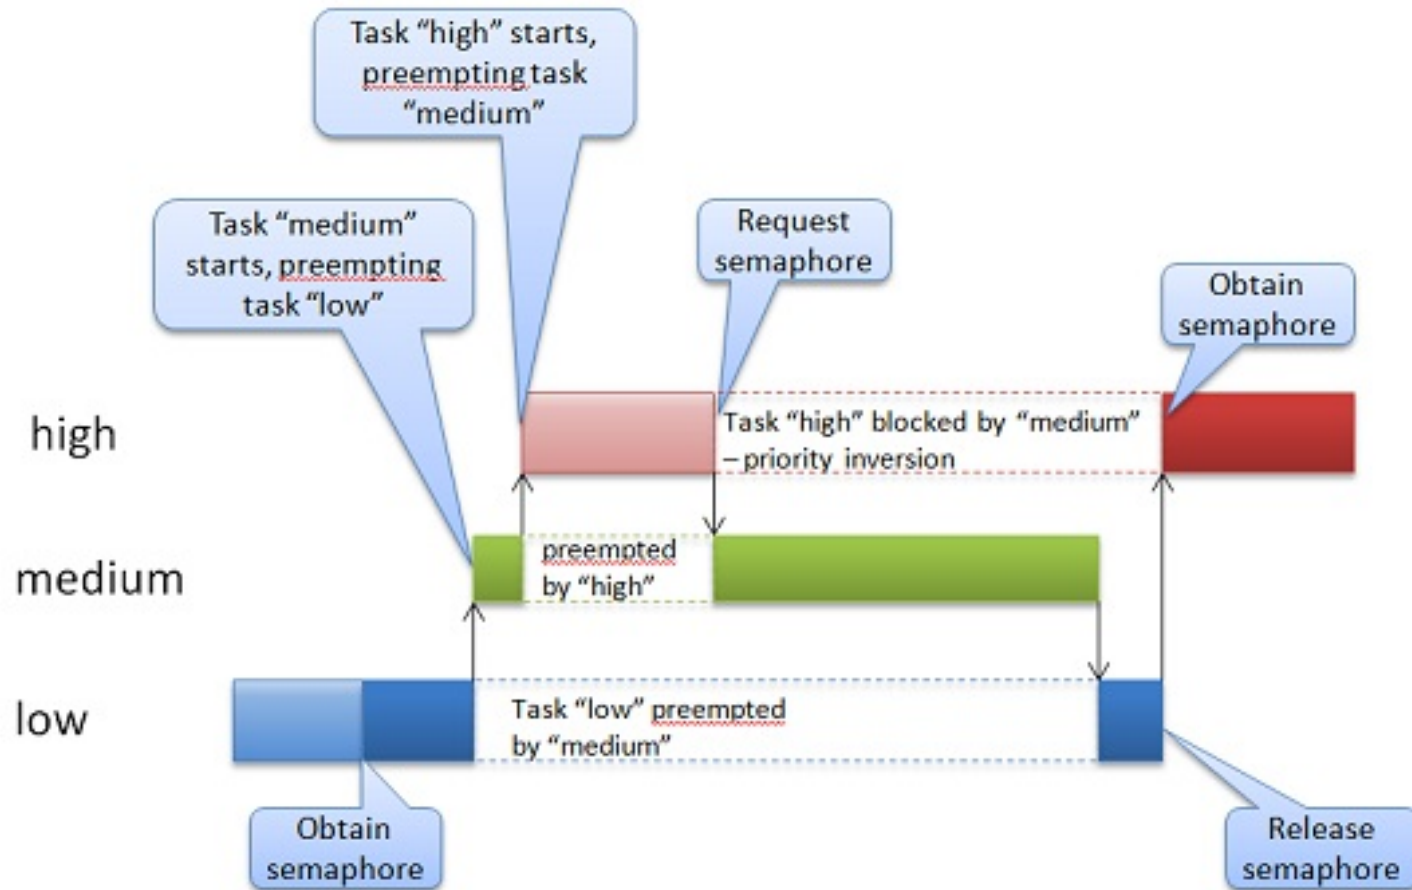 Task “high” starts,
preempting task
“medium”
Task “medium”
starts, preempting
task “low”
Request
semaphore
Obtain
semaphore
high
Task “high” blocked by “medium”
– priority inversion
medium
preempted
by “high”
low
Task “low” preempted
by “medium”
Obtain
semaphore
Release
semaphore